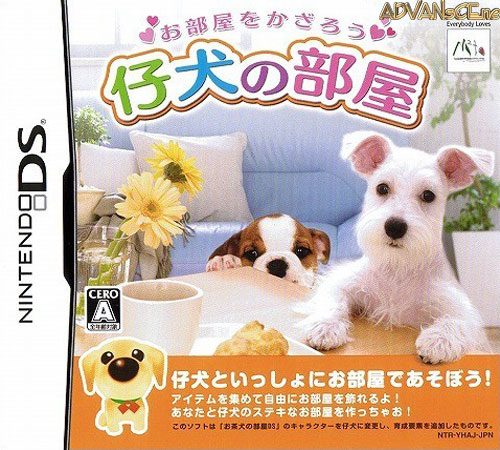 ADVANsCEne
Everybody Loves
お部屋をかざろう
仔犬の部屋
NINTENDO DS
CERO
A
全年齢対象
仔犬といっしょにお部屋であそぼう!
アイテムを集めて自由にお部屋を飾れるよ!
あなたと仔犬のステキなお部屋を作っちゃお!
このソフトは「お茶犬の部屋DS」のキャラクターを仔犬に変更し、育成要素を追加したものです。
NTR-YHAJ-JPN